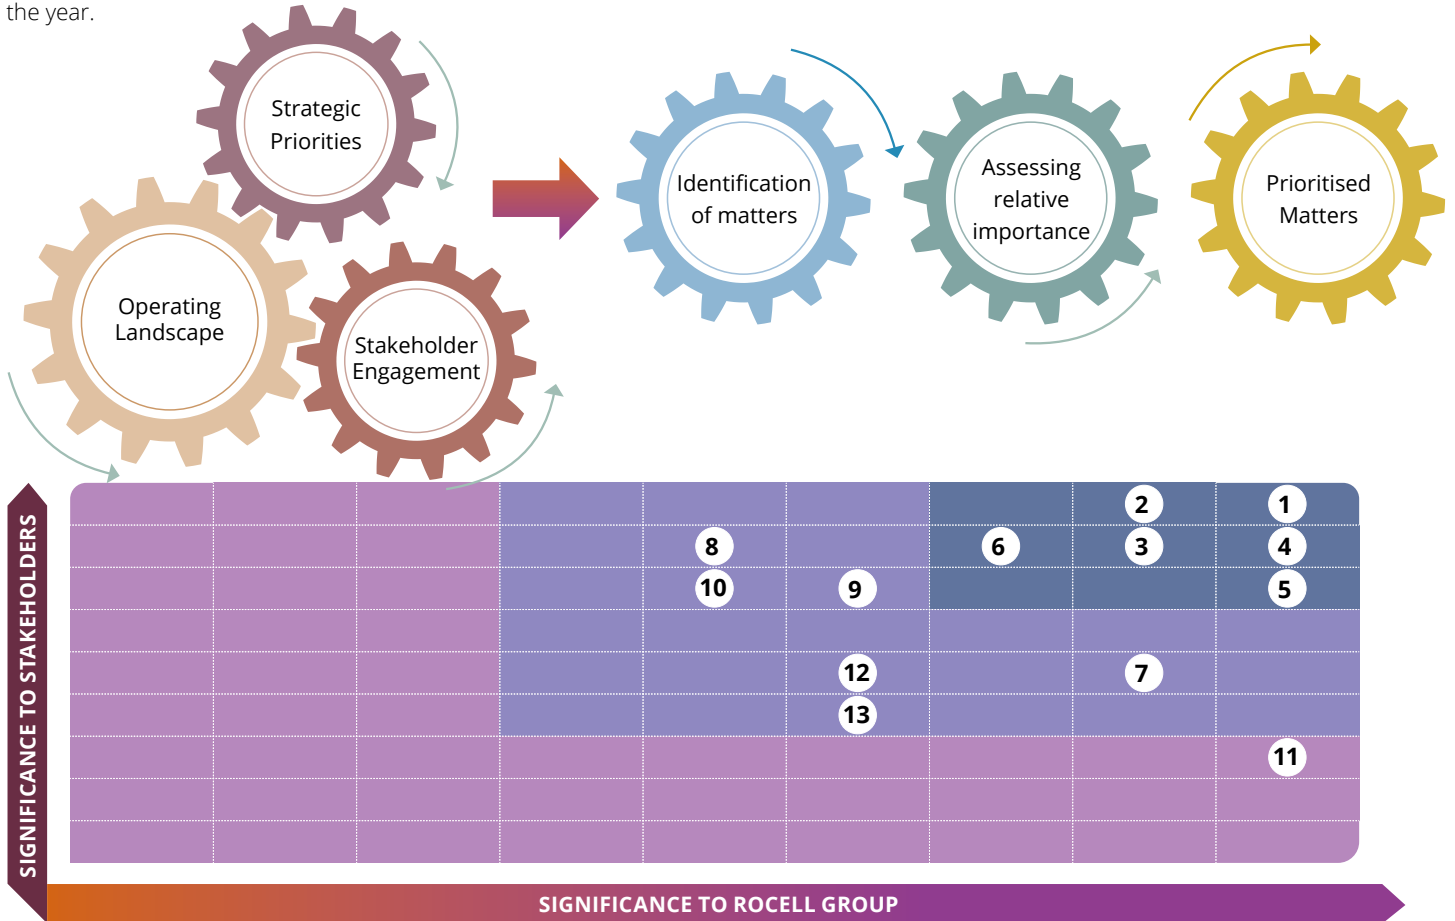 the year.
Strategic
Priorities
Operating
Landscape
Stakeholder
Engagement
Identification
of matters
Assessing
relative
importance
Prioritised
Matters
SIGNIFICANCE TO STAKEHOLDERS
2
1
8
6
3
4
10
9
5
12
7
13
11
SIGNIFICANCE TO ROCELL GROUP